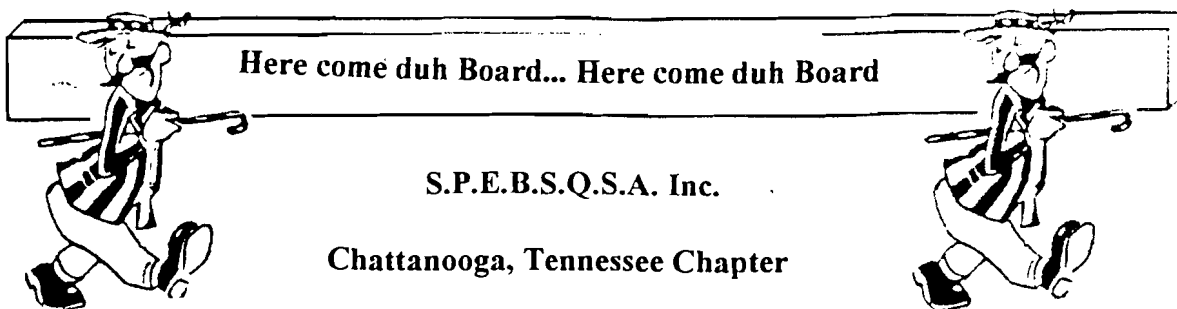 Here come duh Board... Here come duh Board
S.P.E.B.S.Q.S.A. Inc.
Chattanooga, Tennessee Chapter